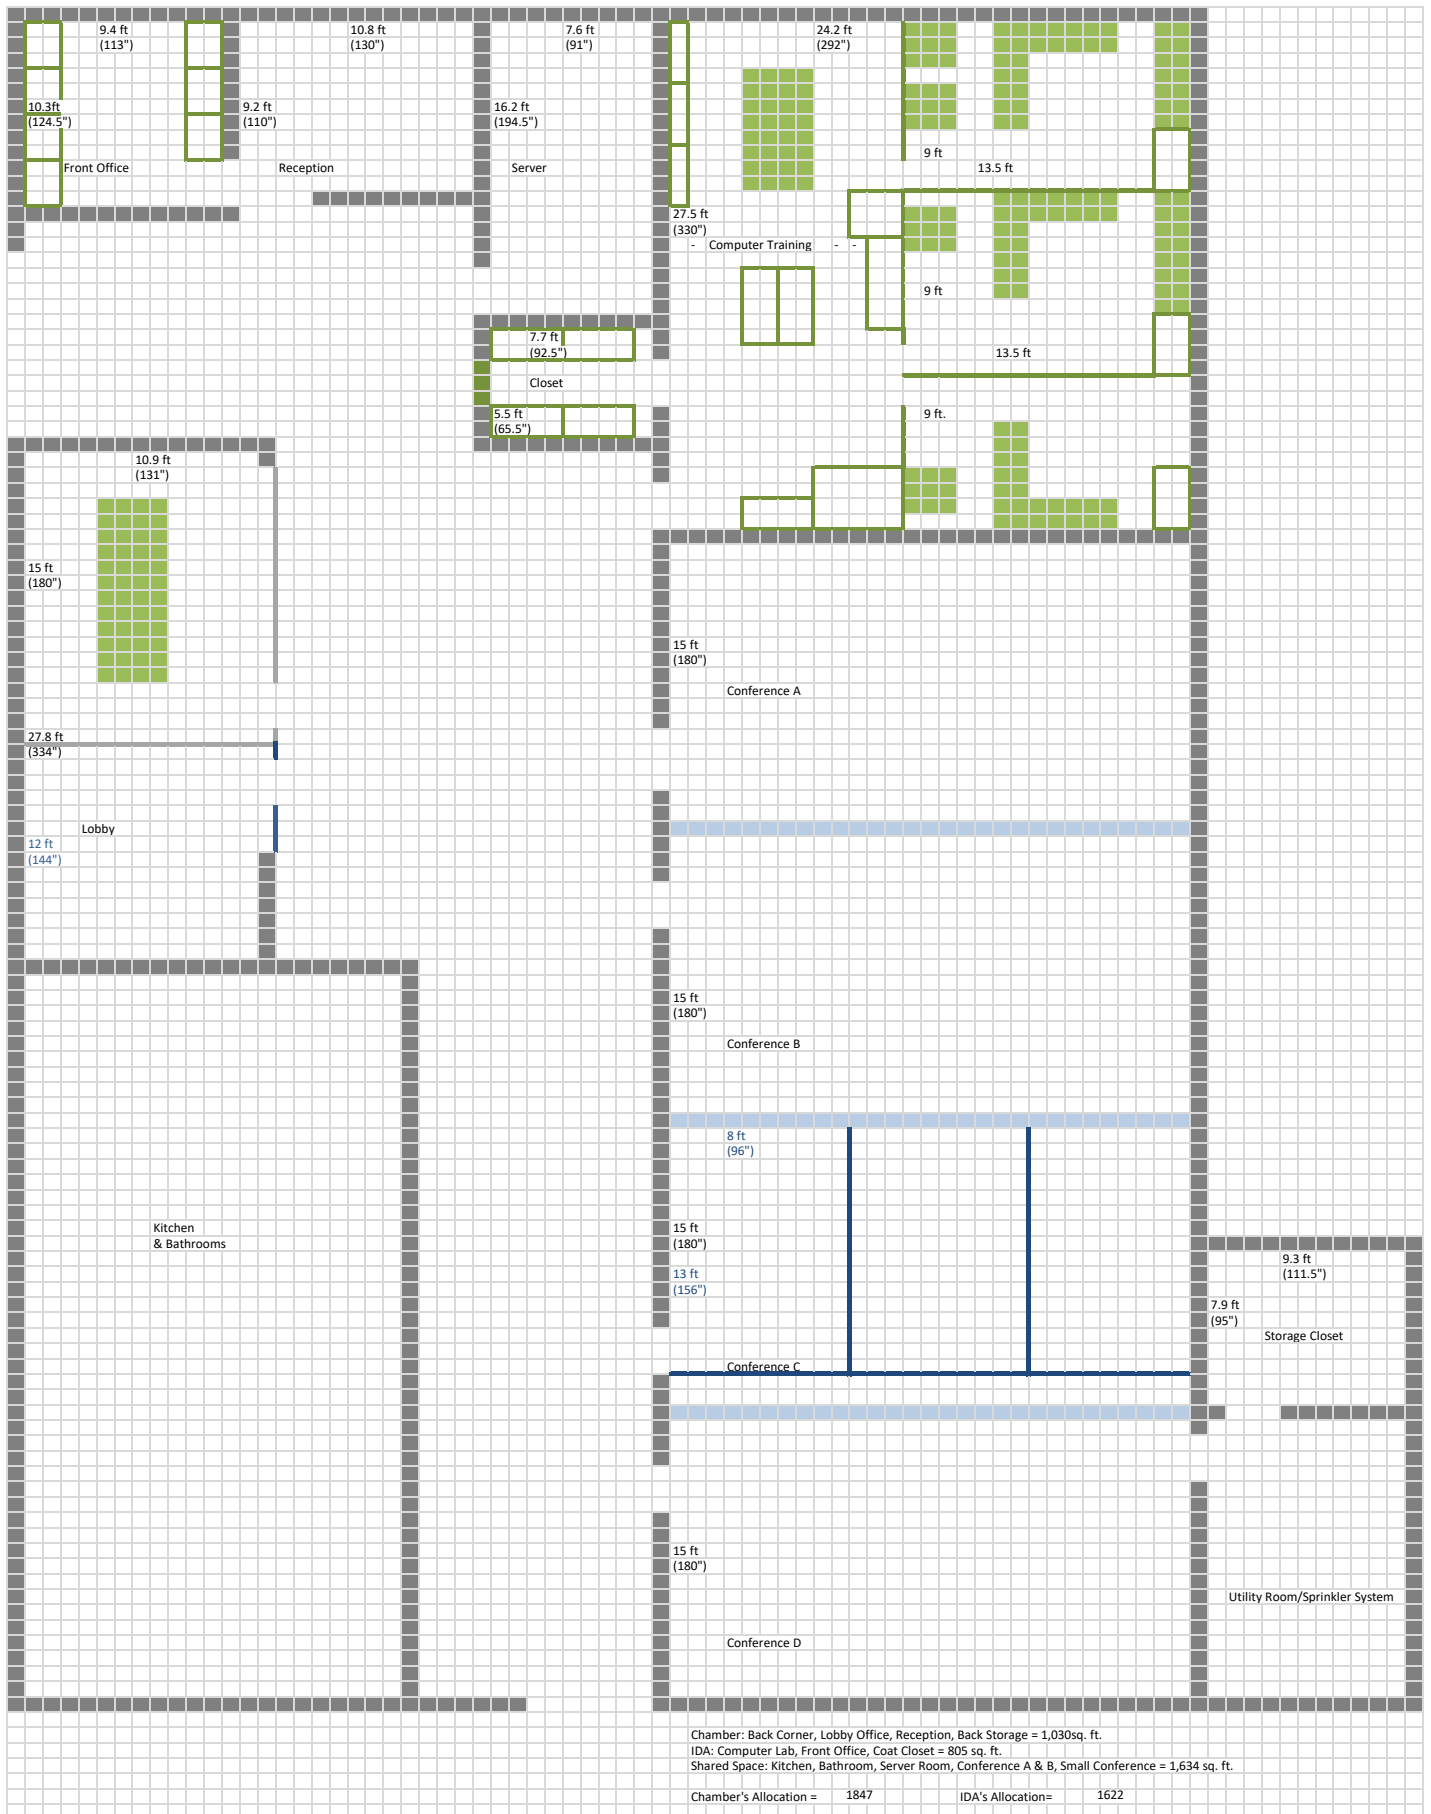 9.4 ft
(113")
10.8 ft
(130")
7.6 ft
(91")
24.2 ft
(292")
10.3ft
(124.5")
9.2 ft
(110")
16.2 ft
(194.5")
9 ft
Front Office
Reception
Server
13.5 ft
27.5 ft
(330")
- Computer Training - -
9 ft
7.7 ft
(92.5")
13.5 ft
Closet
5.5 ft
(65.5")
9 ft.
10.9 ft
(131")
15 ft
(180")
15 ft
(180")
Conference A
27.8 ft
(334")
Lobby
12 ft
(144")
15 ft
(180")
Conference B
8 ft
(96")
Kitchen
& Bathrooms
15 ft
(180")
13 ft
(156")
9.3 ft
(111.5")
7.9 ft
(95")
Storage Closet
Conference C
15 ft
(180")
Utility Room/Sprinkler System
Conference D
Chamber: Back Corner, Lobby Office, Reception, Back Storage = 1,030sq. ft.
IDA: Computer Lab, Front Office, Coat Closet = 805 sq. ft.
Shared Space: Kitchen, Bathroom, Server Room, Conference A & B, Small Conference = 1,634 sq. ft.
Chamber's Allocation = 1847 IDA's Allocation= 1622